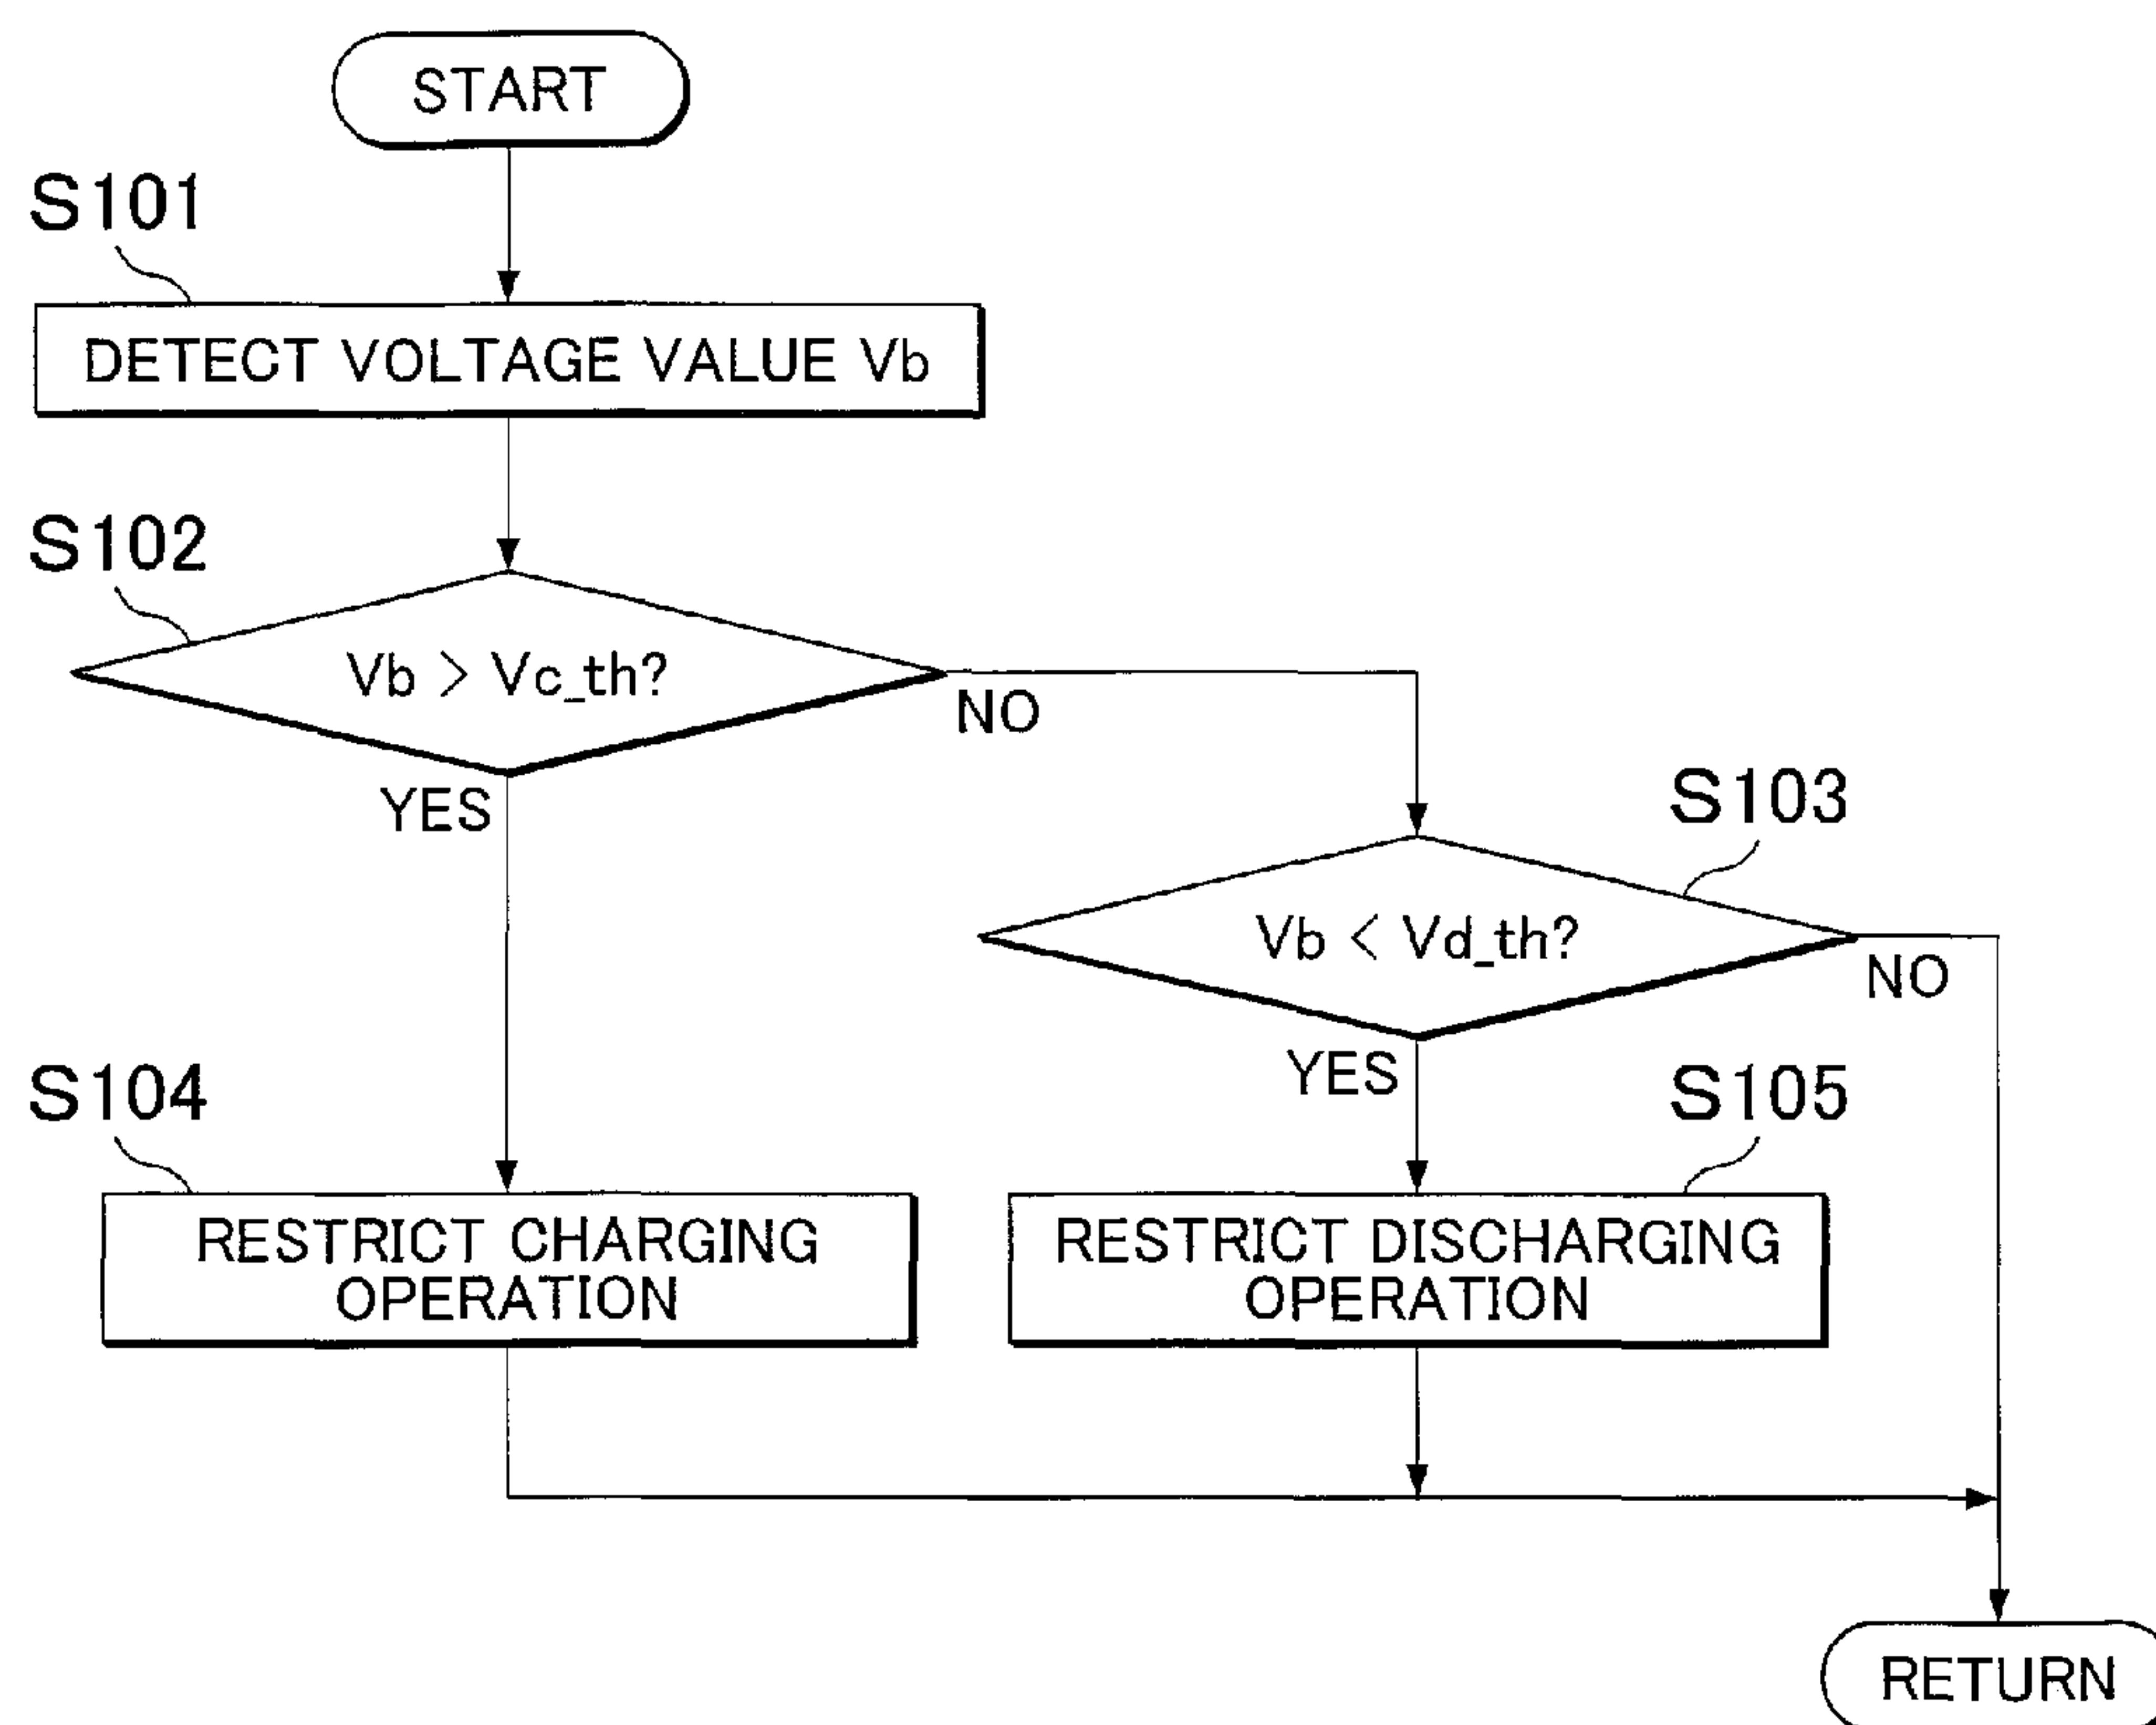 START
S101
DETECT VOLTAGE VALUE Vb
S102
Vb > Vc_th?
NO
YES
S103
Vb < Vd_th?
NO
YES
S104
RESTRICT CHARGING
OPERATION
S105
RESTRICT DISCHARGING
OPERATION
RETURN